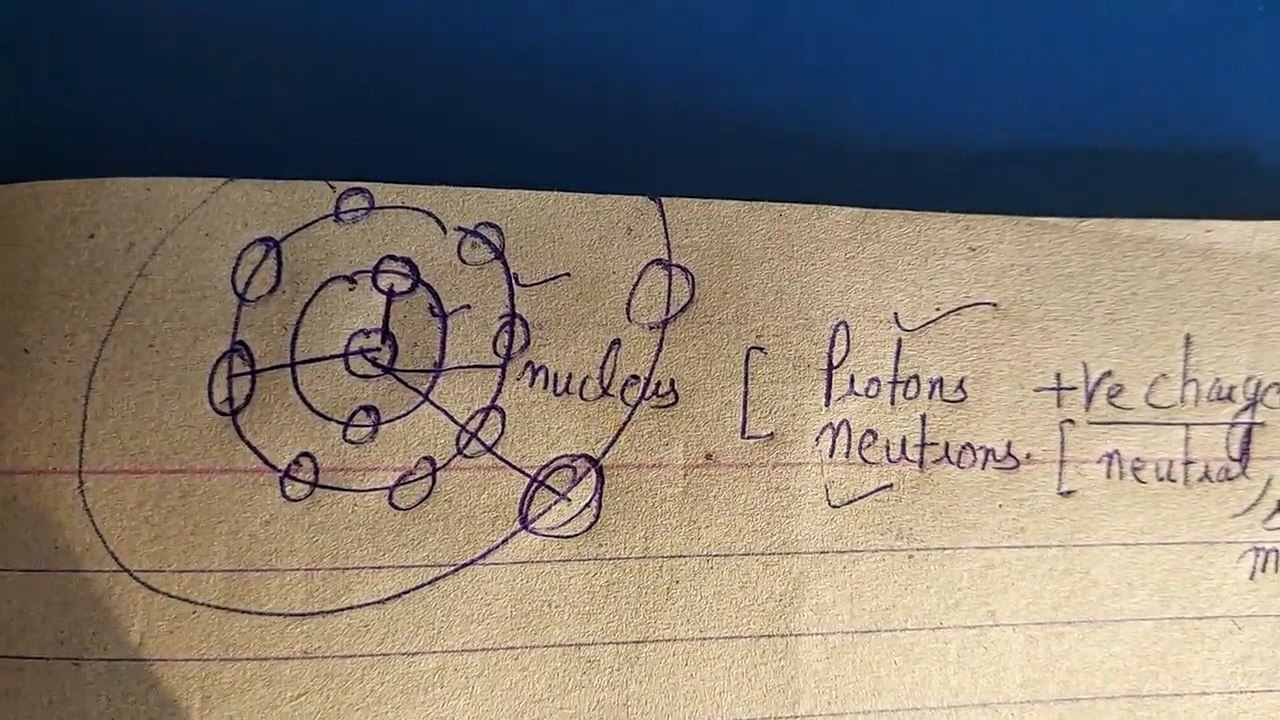 nucleus [ Protons +ve charge
neutrons. [ neutral,